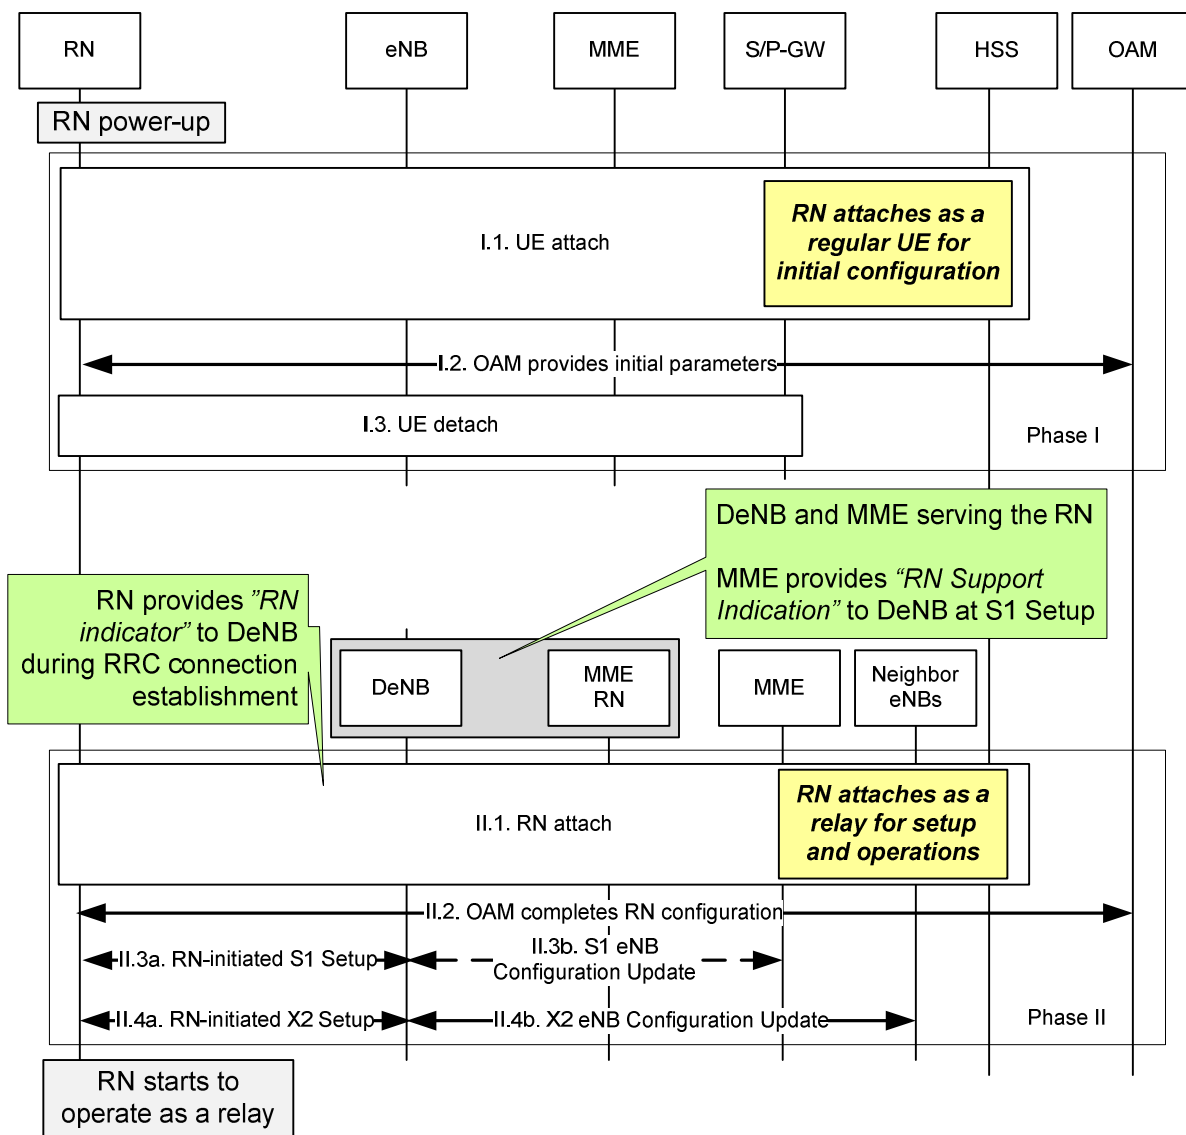 RN
eNB
MME
S/P-GW
HSS
OAM
RN power-up
I.1. UE attach
RN attaches as a
regular UE for
initial configuration
I.2. OAM provides initial parameters
I.3. UE detach
Phase I
DeNB and MME serving the RN
MME provides “RN Support
Indication” to DeNB at S1 Setup
RN provides ”RN
indicator” to DeNB
during RRC connection
establishment
DeNB
MME
RN
MME
Neighbor
eNBs
II.1. RN attach
RN attaches as a
relay for setup
and operations
II.2. OAM completes RN configuration
II.3a. RN-initiated S1 Setup
II.3b. S1 eNB
Configuration Update
II.4a. RN-initiated X2 Setup
II.4b. X2 eNB Configuration Update
Phase II
RN starts to
operate as a relay